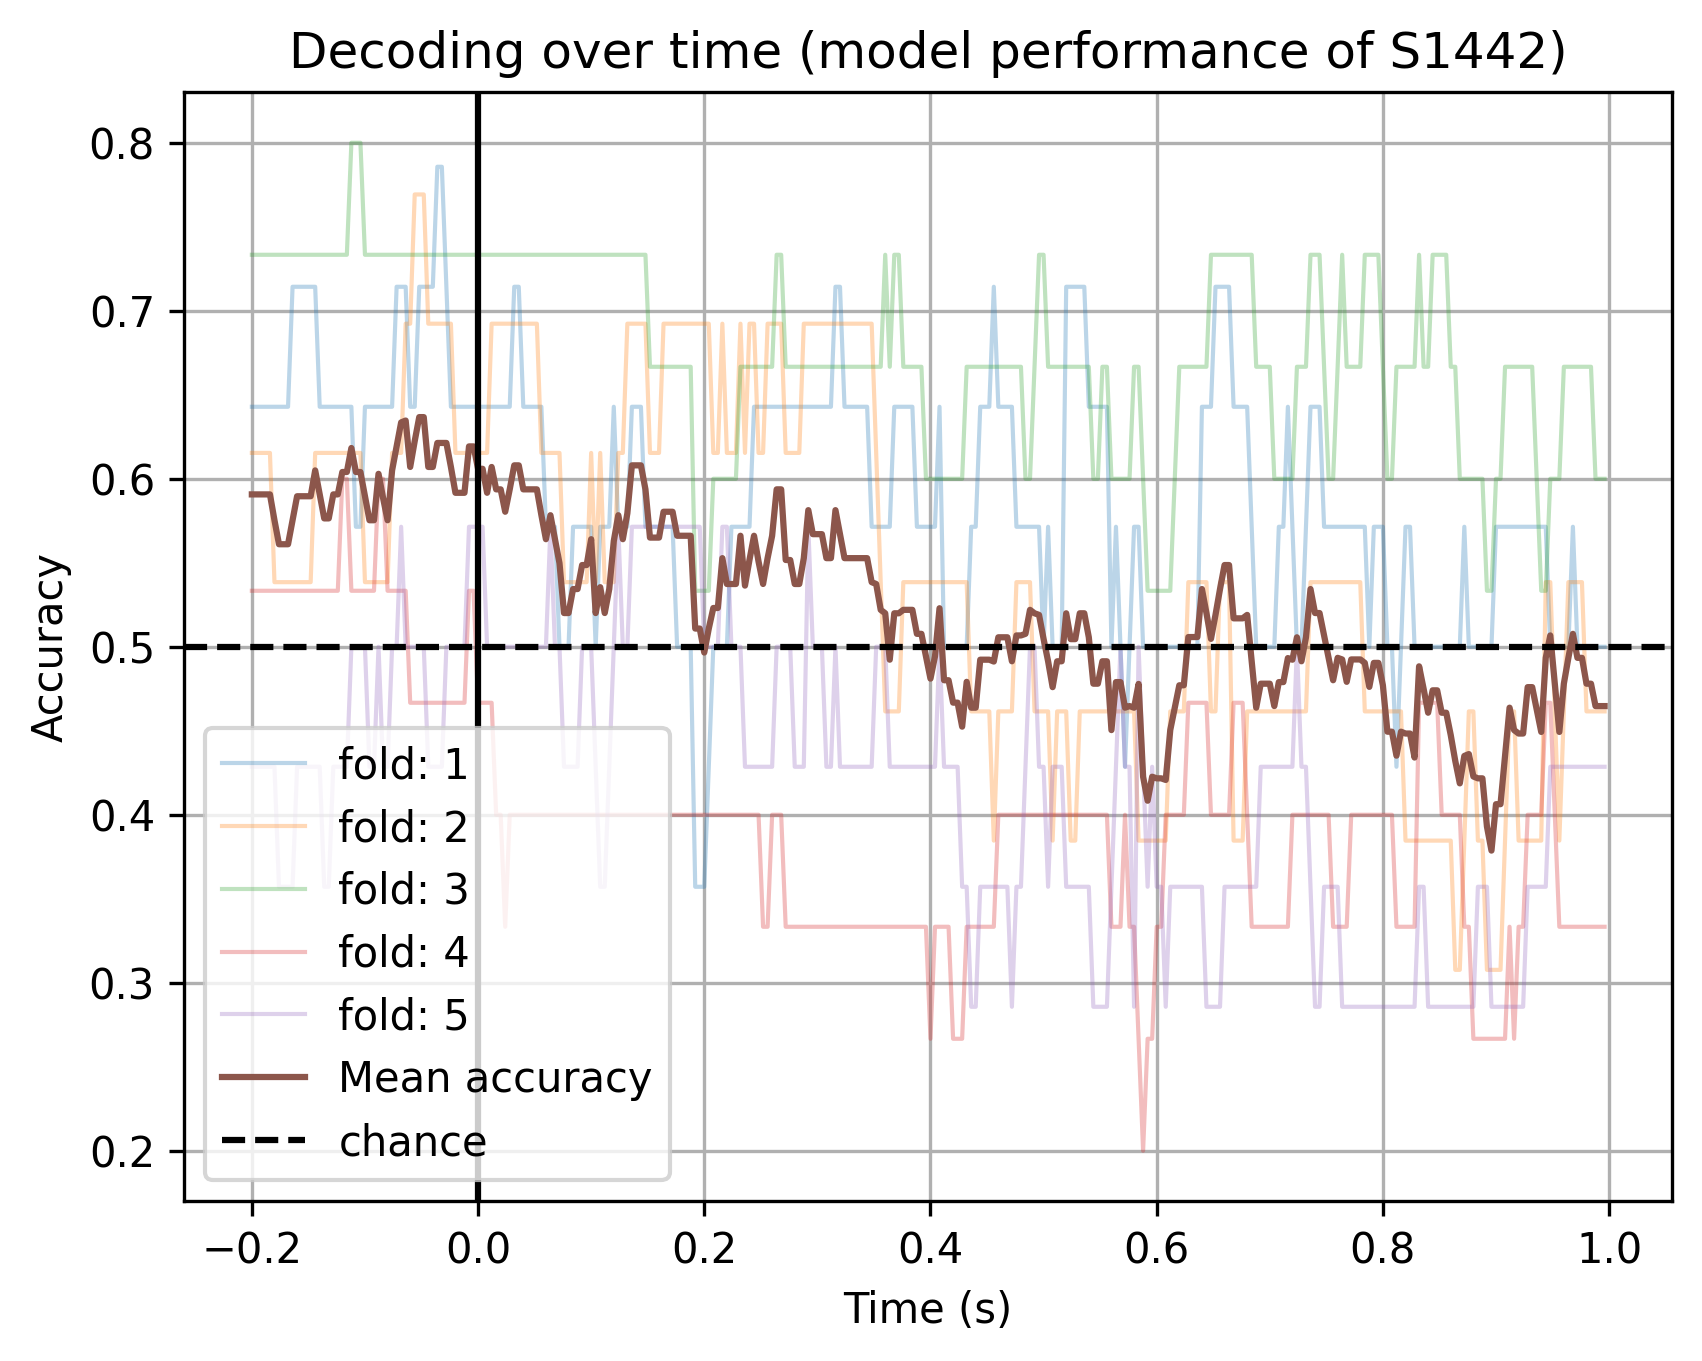 Decoding over time (model performance of S1442)
Accuracy
0.8
0.7
0.6
0.5
0.4
0.3
0.2
fold: 1
fold: 2
fold: 3
fold: 4
fold: 5
Mean accuracy
chance
−0.2 0.0 0.2 0.4 0.6 0.8 1.0
Time (s)